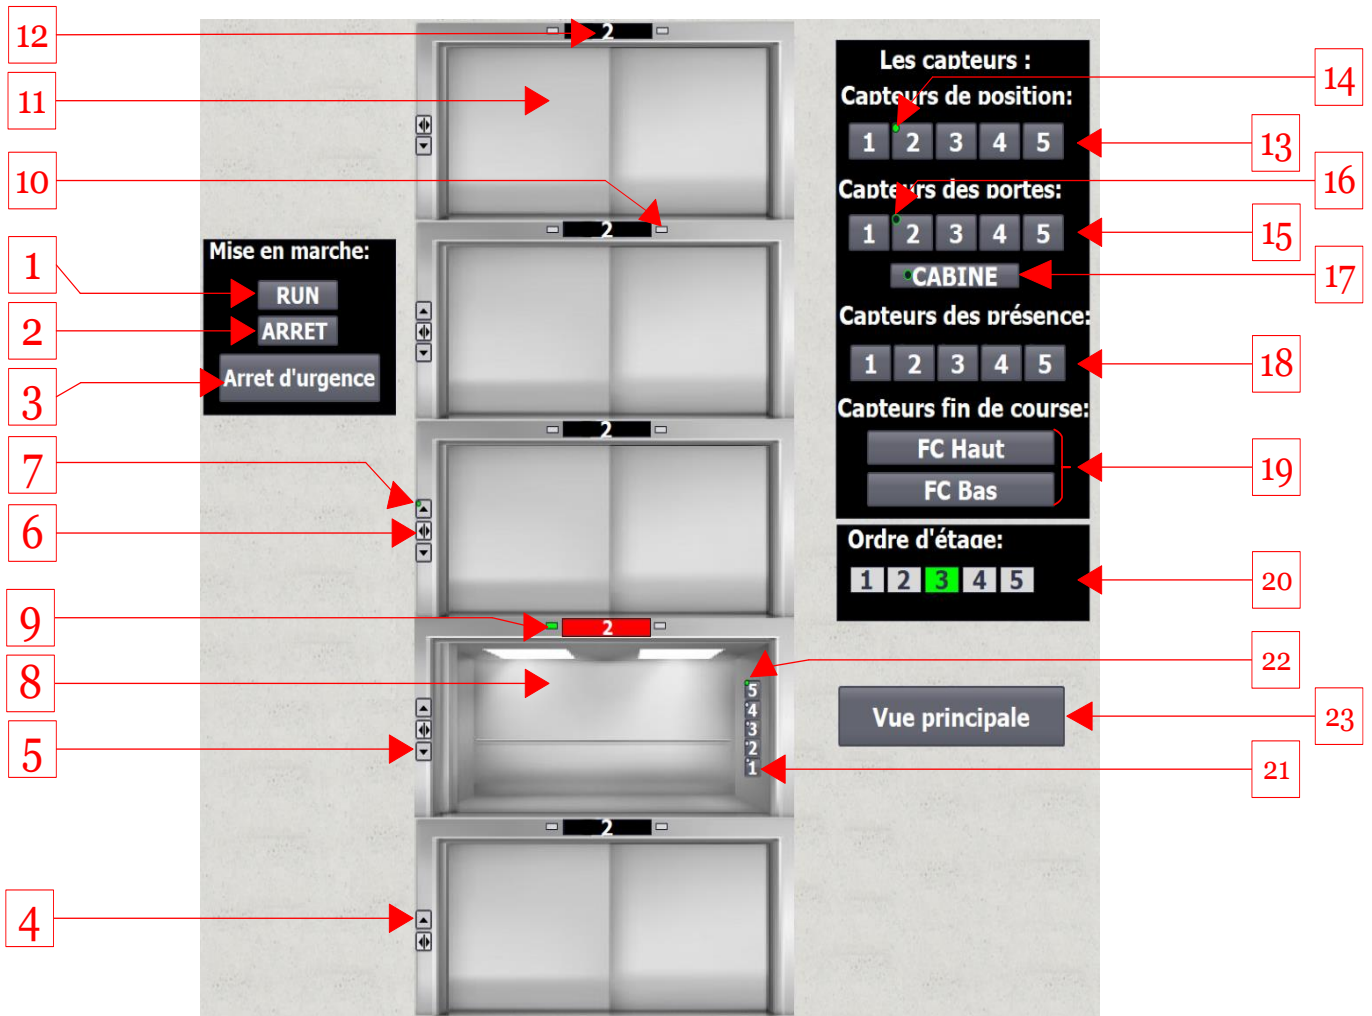 12
11
10
1
2
3
7
6
9
8
5
4
Mise en marche:
RUN
ARRET
Arret d'urgence
2
2
2
2
5
4
3
2
1
2
Les capteurs :
Capteurs de position:
1 2 3 4 5
Capteurs des portes:
1 2 3 4 5
CABINE
Capteurs des présence:
1 2 3 4 5
Capteurs fin de course:
FC Haut
FC Bas
Ordre d'étage:
1 2 3 4 5
Vue principale
14
13
16
15
17
18
19
20
22
23
21